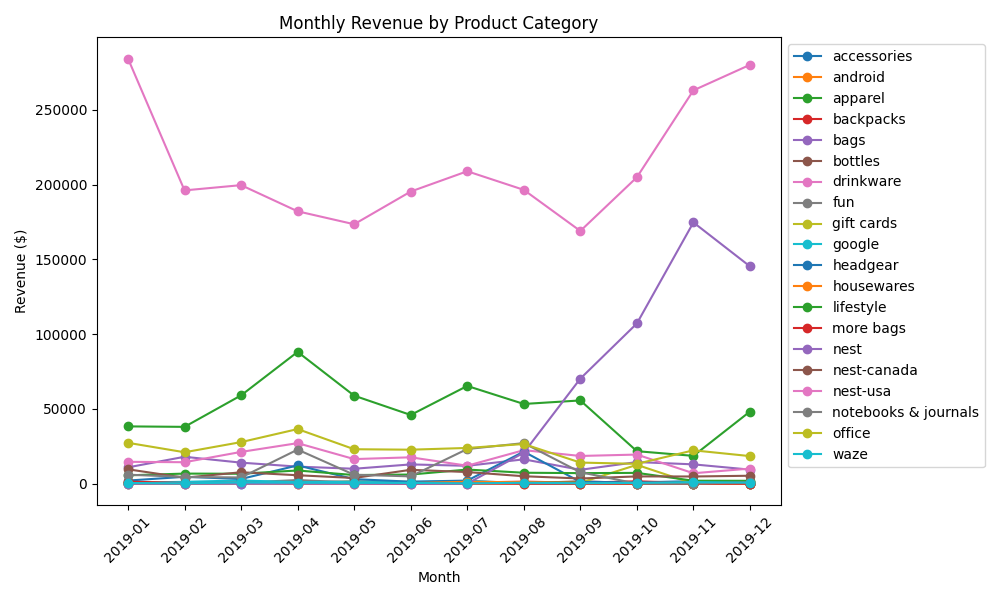 Monthly Revenue by Product Category
Revenue ($)
250000
200000
150000
100000
50000
0
2019-01
2019-02
2019-03
2019-04
2019-05
2019-06
2019-07
2019-08
2019-09
2019-10
2019-11
2019-12
Month
accessories
android
apparel
backpacks
bags
bottles
drinkware
fun
gift cards
google
headgear
housewares
lifestyle
more bags
nest
nest-canada
nest-usa
notebooks & journals
office
waze